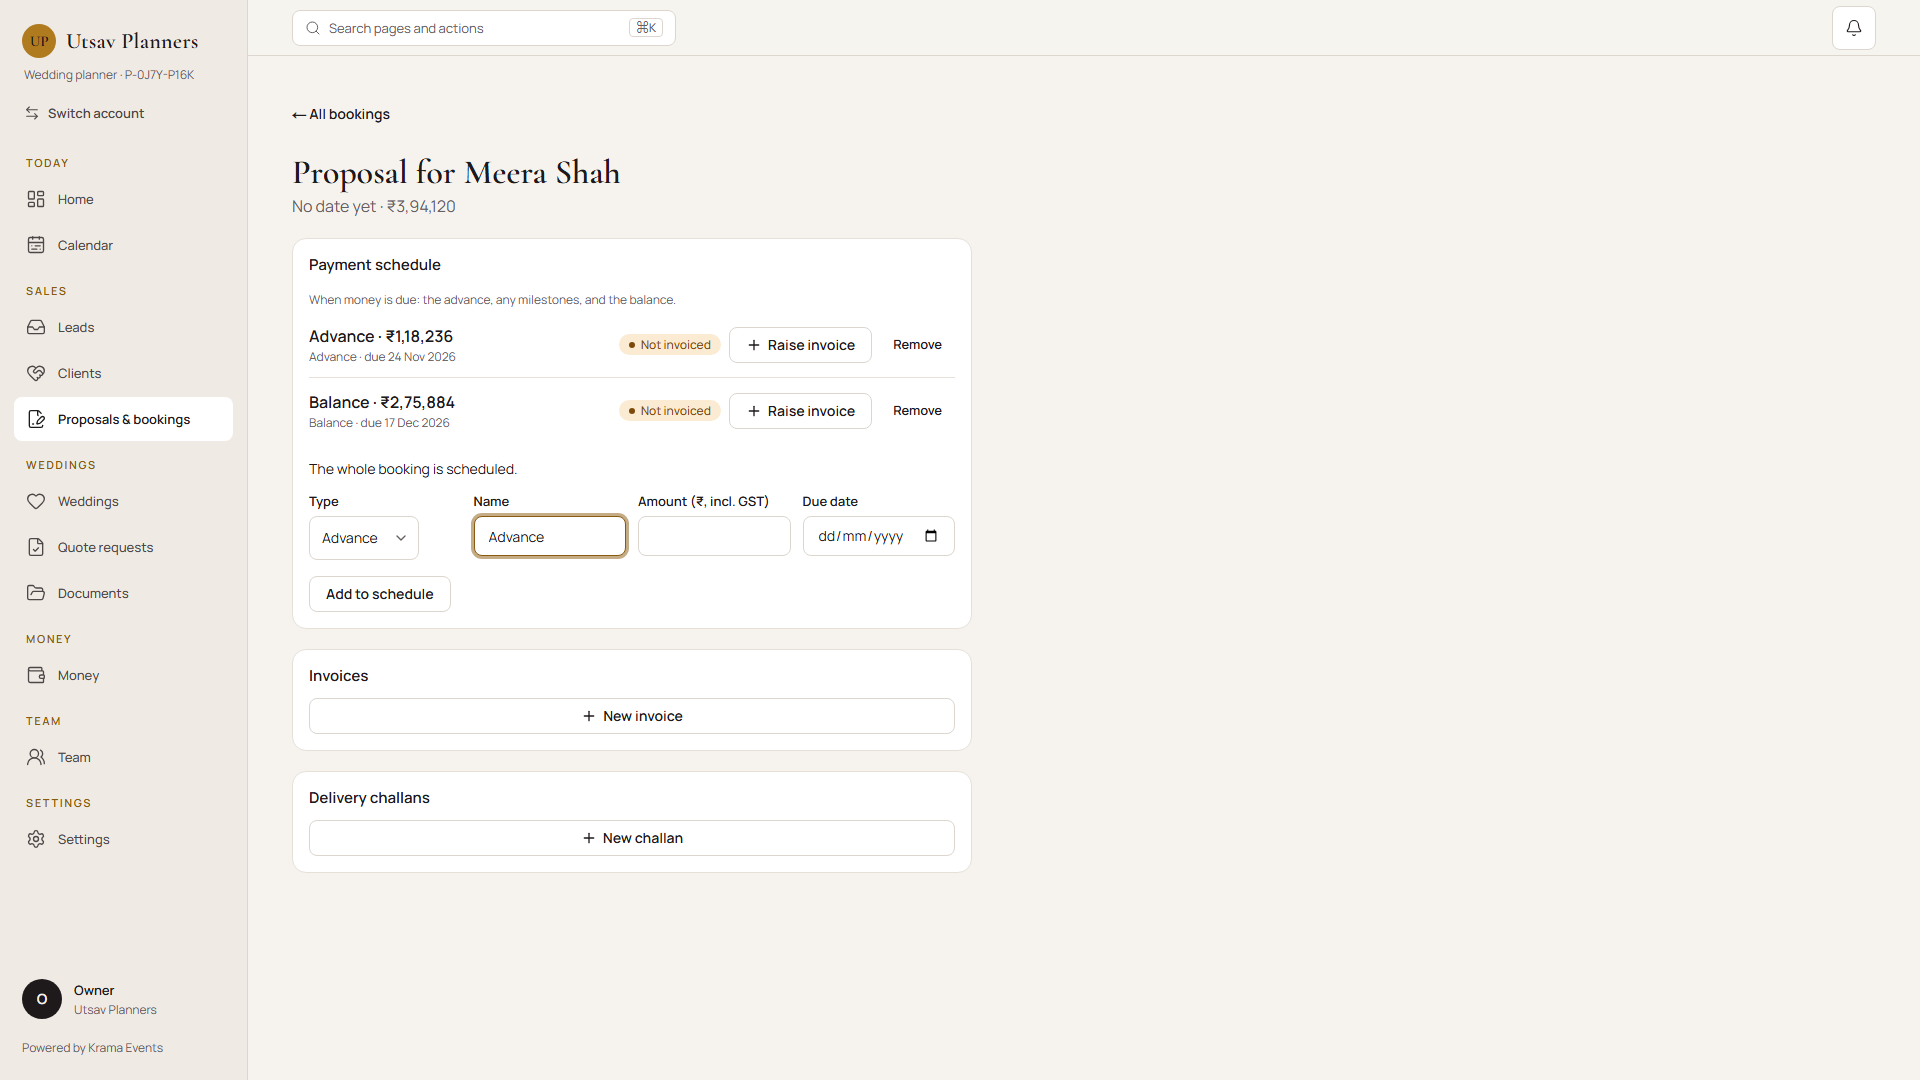 UP Utsav Planners
Wedding planner · P-0J7Y-P16K
Switch account
TODAY
Home
Calendar
SALES
Leads
Clients
Proposals & bookings
WEDDINGS
Weddings
Quote requests
Documents
MONEY
Money
TEAM
Team
SETTINGS
Settings
O
Owner
Utsav Planners
Powered by Krama Events
Search pages and actions ⌘K
← All bookings
Proposal for Meera Shah
No date yet · ₹3,94,120
Payment schedule
When money is due: the advance, any milestones, and the balance.
Advance · ₹1,18,236
Advance · due 24 Nov 2026
Not invoiced
+ Raise invoice
Remove
Balance · ₹2,75,884
Balance · due 17 Dec 2026
Not invoiced
+ Raise invoice
Remove
The whole booking is scheduled.
Type Name Amount (₹, incl. GST) Due date
Advance Advance dd/mm/yyyy
Add to schedule
Invoices
+ New invoice
Delivery challans
+ New challan